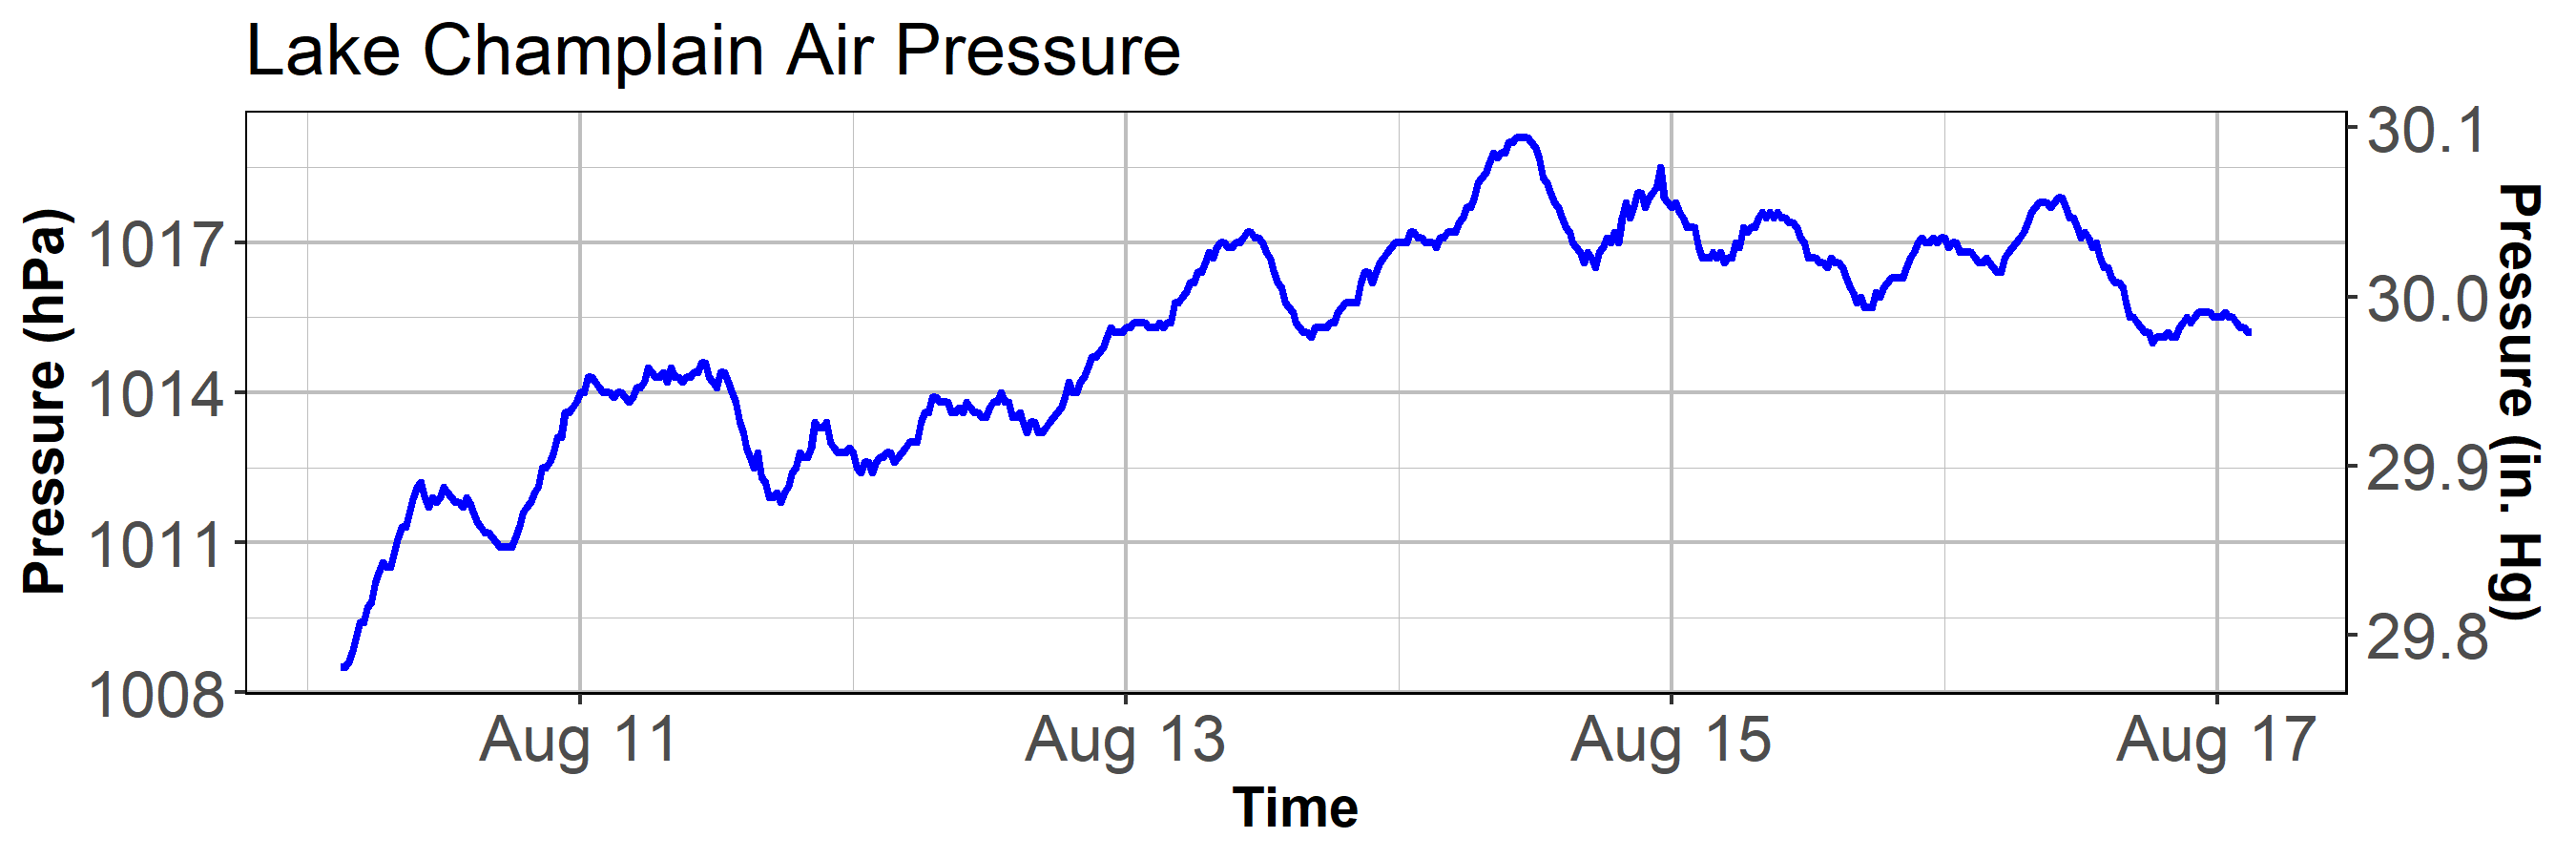 Lake Champlain Air Pressure
Pressure (hPa)
1017
1014
1011
1008
30.1
30.0
29.9
29.8
Pressure (in. Hg)
Aug 11
Aug 13
Aug 15
Aug 17
Time